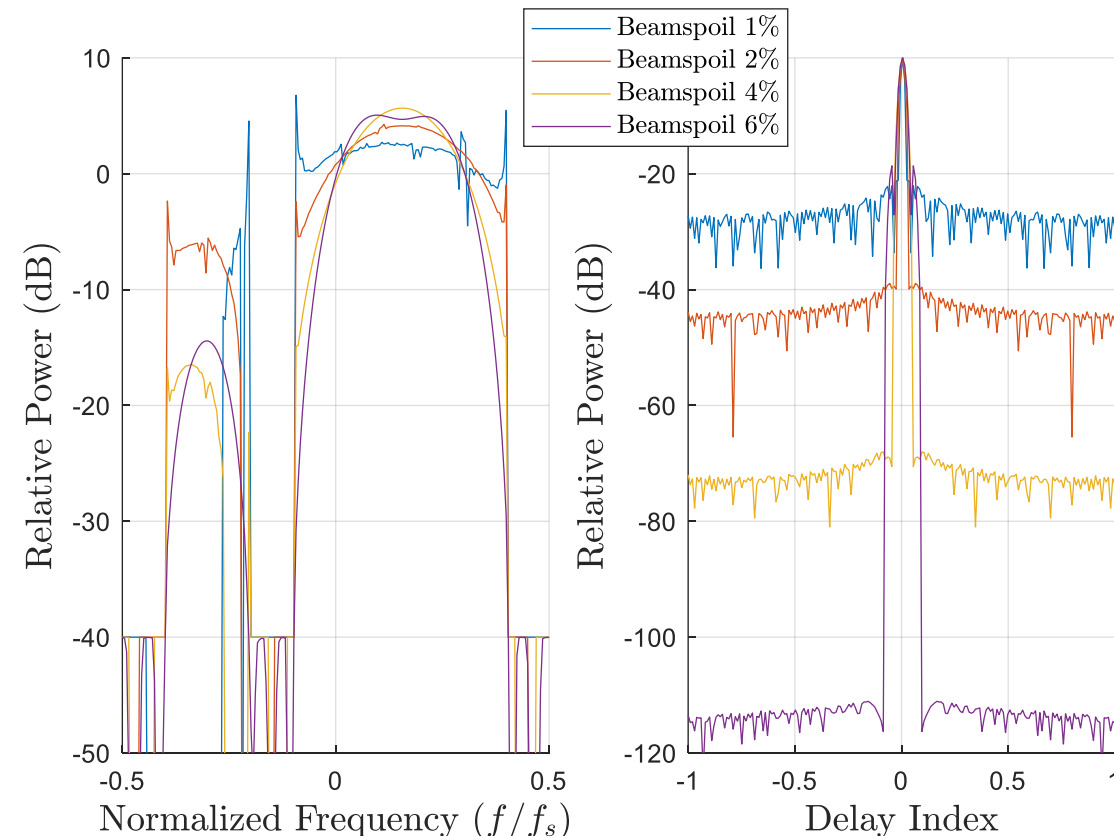 Beamspoil 1%
Beamspoil 2%
Beamspoil 4%
Beamspoil 6%
10
0
-10
-20
-30
-40
-50
-0.5
0
0.5
Relative Power (dB)
Normalized Frequency (f/fs)
-20
-40
-60
-80
-100
-120
-1
-0.5
0
0.5
1
Relative Power (dB)
Delay Index